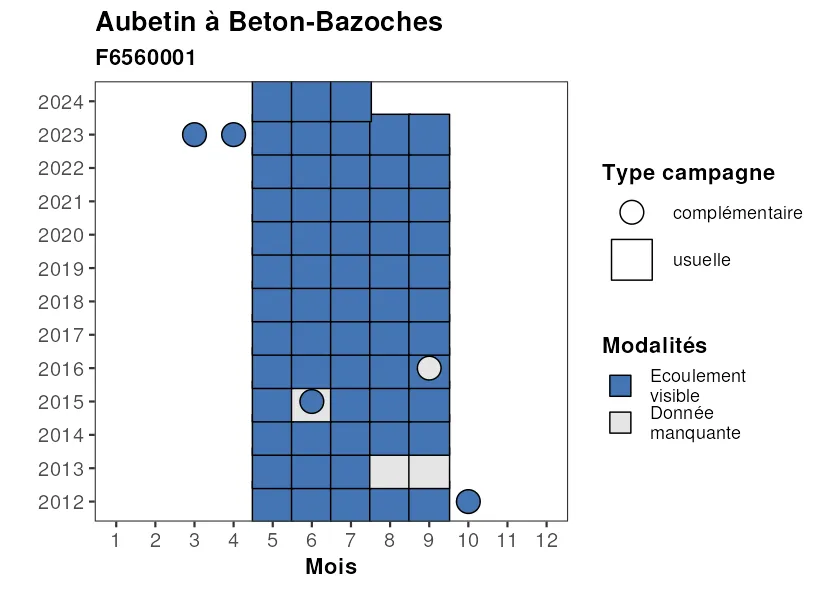 Aubetin à Beton-Bazoches
F6560001
2024
2023
2022
2021
2020
2019
2018
2017
2016
2015
2014
2013
2012
1 2 3 4 5 6 7 8 9 10 11 12
Mois
Type campagne
complémentaire
usuelle
Modalités
Ecoulement
visible
Donnée
manquante